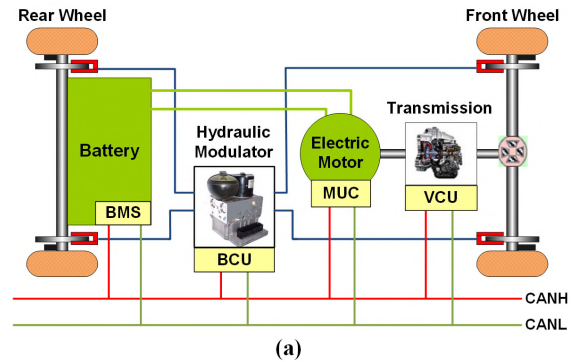 Rear Wheel
Front Wheel
Transmission
Hydraulic
Modulator
Electric
Motor
Battery
MUC
VCU
BMS
BCU
CANH
CANL
(a)